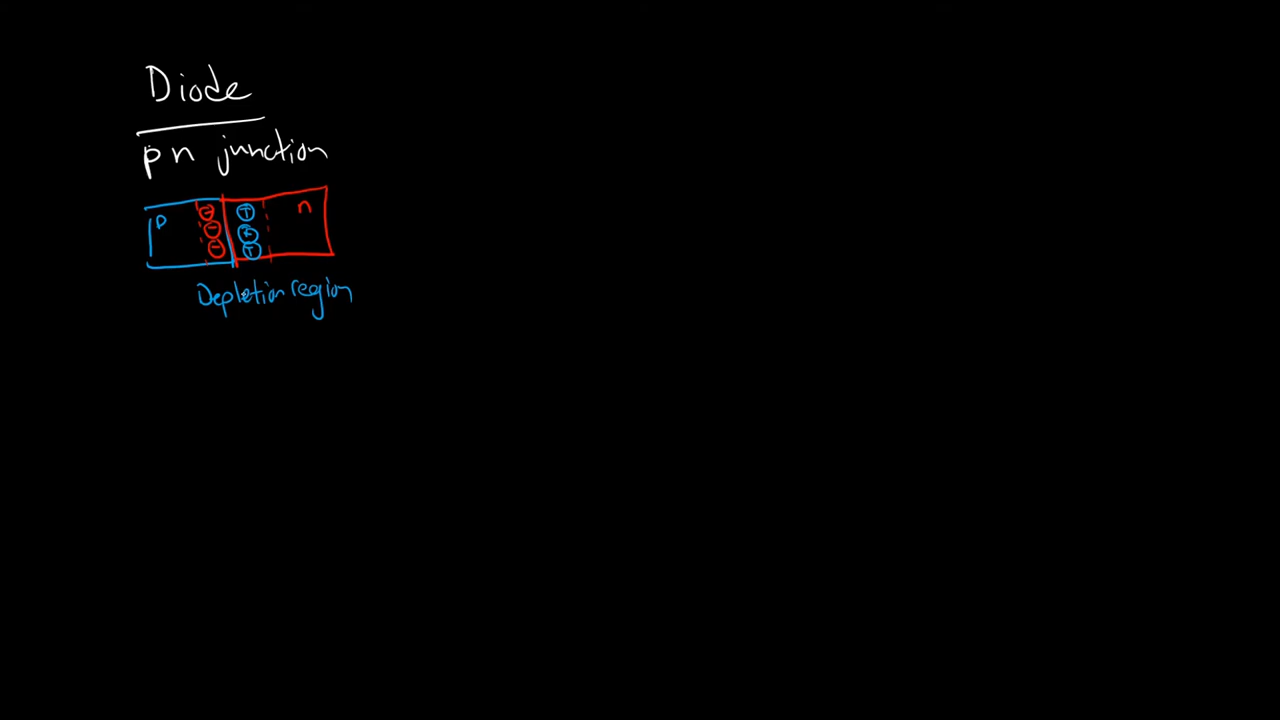 Diode
pn junction
p - + n
- +
- +
Depletion region